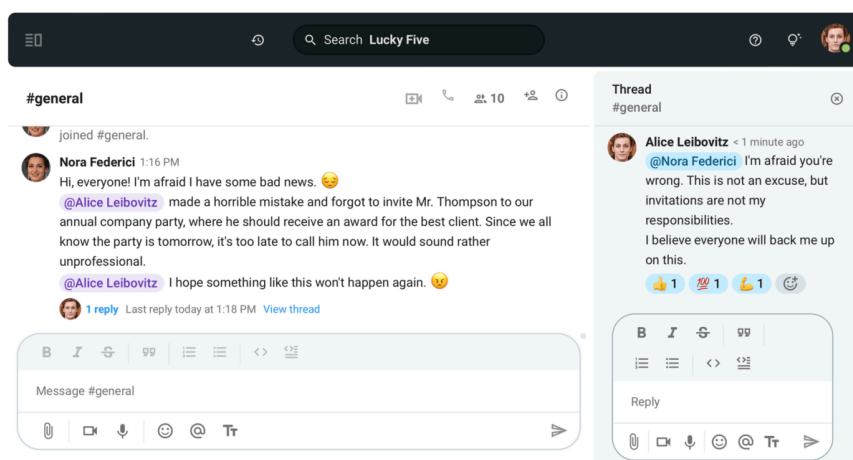 Search Lucky Five
#general
10
joined #general.
Nora Federici 1:16 PM
Hi, everyone! I'm afraid I have some bad news. 😔
@Alice Leibovitz made a horrible mistake and forgot to invite Mr. Thompson to our
annual company party, where he should receive an award for the best client. Since we all
know the party is tomorrow, it's too late to call him now. It would sound rather
unprofessional.
@Alice Leibovitz I hope something like this won't happen again. 😠
1 reply Last reply today at 1:18 PM View thread
Message #general
Thread
#general
Alice Leibovitz < 1 minute ago
@Nora Federici I'm afraid you're
wrong. This is not an excuse, but
invitations are not my
responsibilities.
I believe everyone will back me up
on this.
👍 1 💯 1 💪 1
Reply